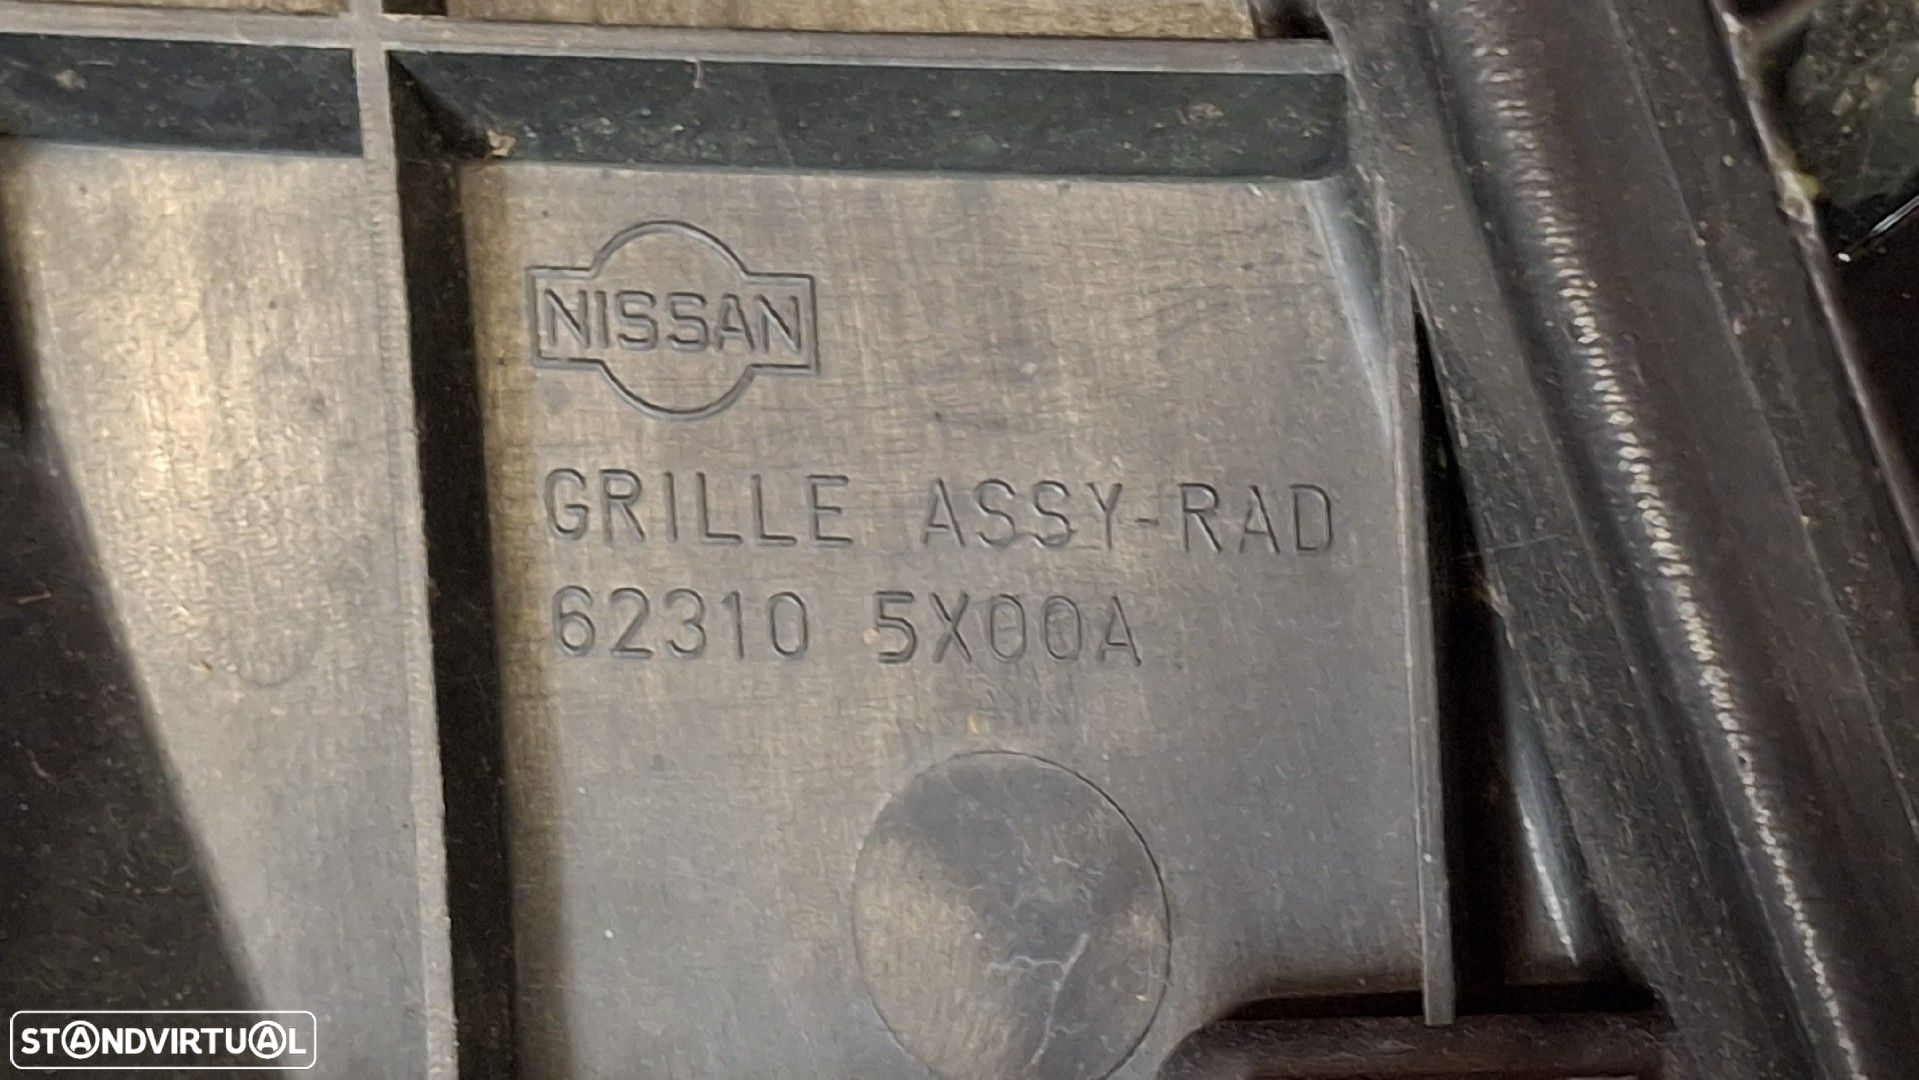 NISSAN
GRILLE ASSY-RAD
62310 5X00A
STANDVIRTUAL